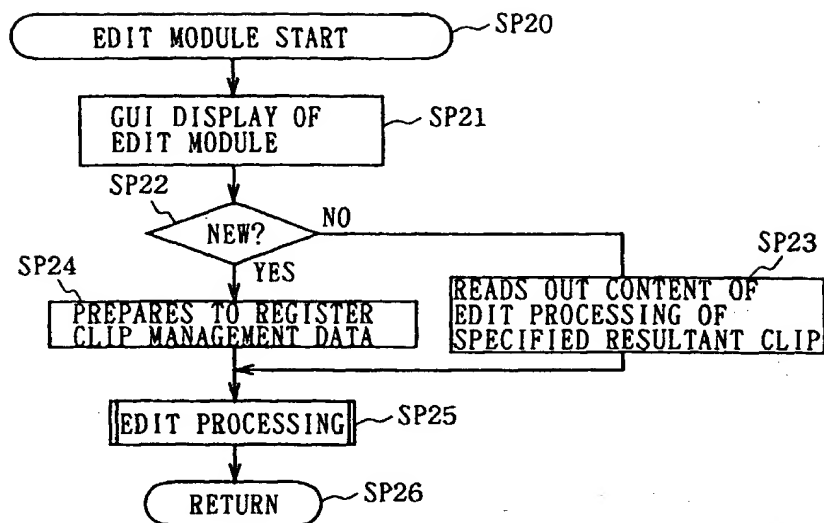 EDIT MODULE START
SP20
GUI DISPLAY OF
EDIT MODULE
SP21
SP22
NEW?
NO
YES
SP23
READS OUT CONTENT OF
EDIT PROCESSING OF
SPECIFIED RESULTANT CLIP
SP24
PREPARES TO REGISTER
CLIP MANAGEMENT DATA
EDIT PROCESSING
SP25
RETURN
SP26